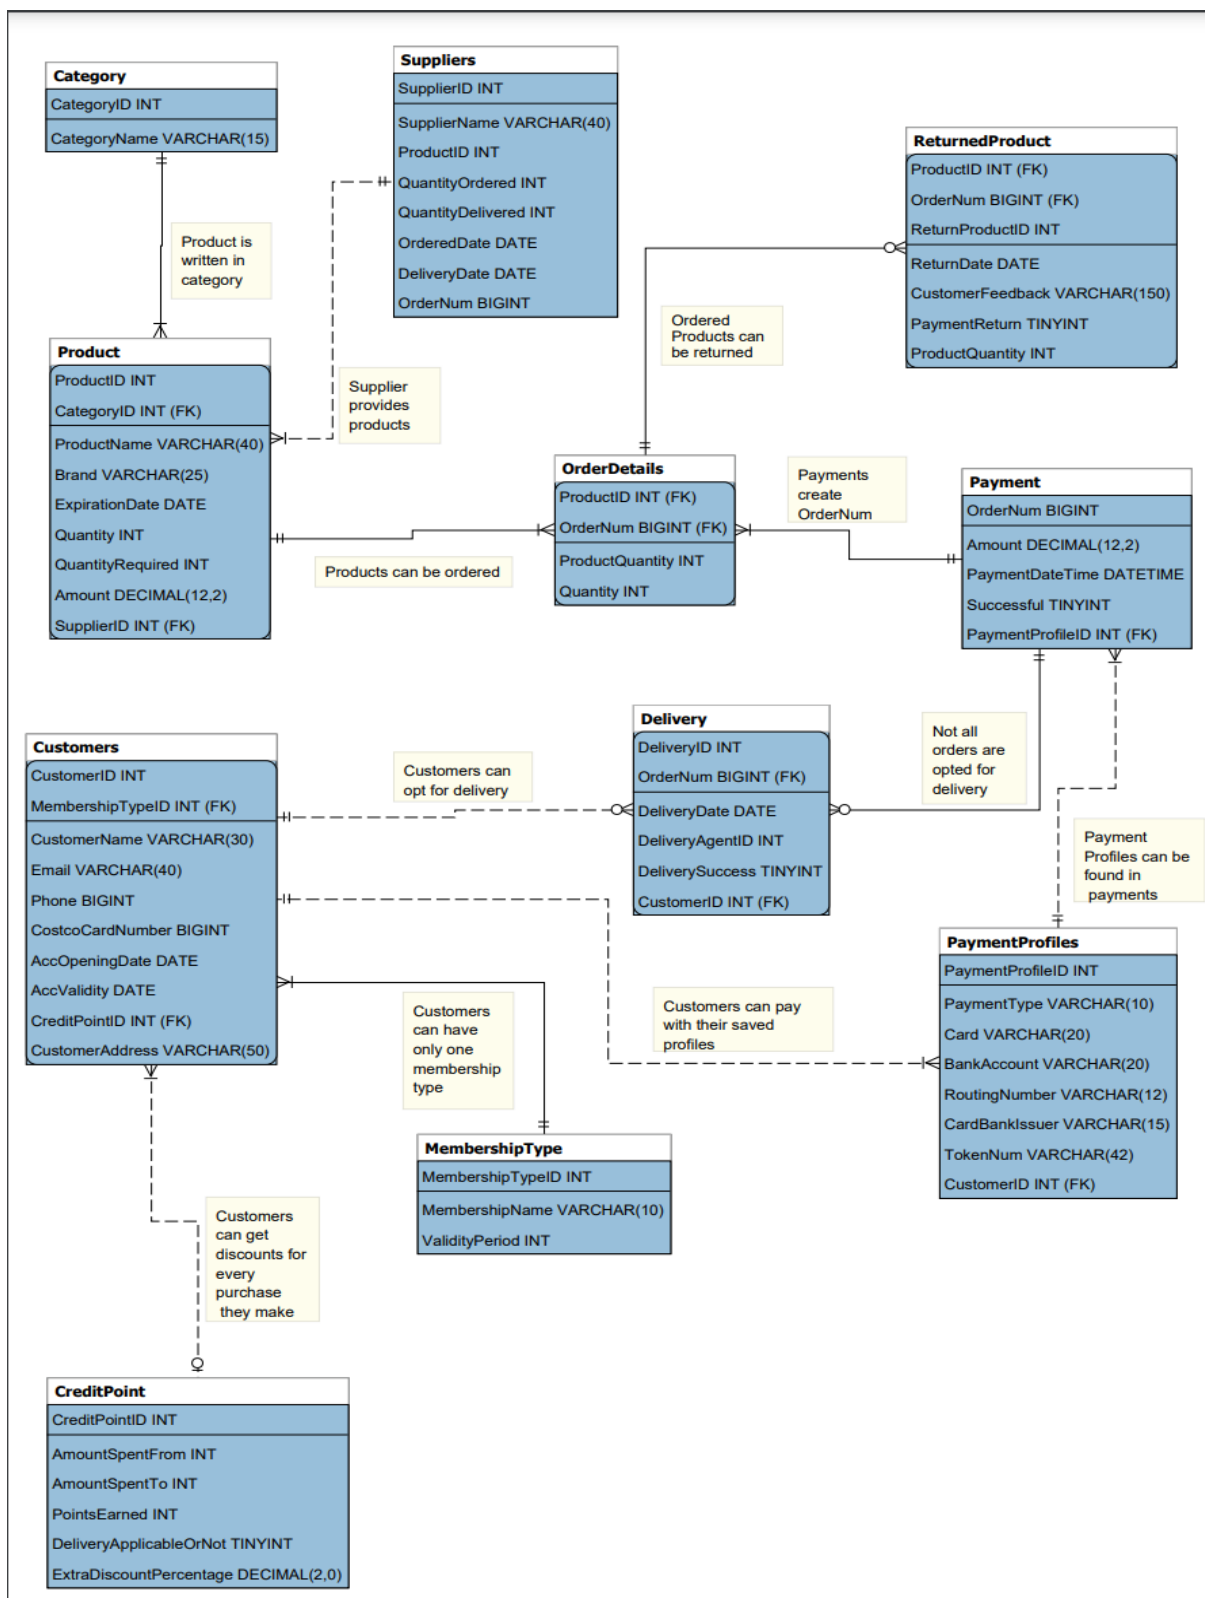 Category
CategoryID INT
CategoryName VARCHAR(15)
Suppliers
SupplierID INT
SupplierName VARCHAR(40)
ProductID INT
QuantityOrdered INT
QuantityDelivered INT
OrderedDate DATE
DeliveryDate DATE
OrderNum BIGINT
ReturnedProduct
ProductID INT (FK)
OrderNum BIGINT (FK)
ReturnProductID INT
ReturnDate DATE
CustomerFeedback VARCHAR(150)
PaymentReturn TINYINT
ProductQuantity INT
Product is
written in
category
Ordered
Products can
be returned
Product
ProductID INT
CategoryID INT (FK)
ProductName VARCHAR(40)
Brand VARCHAR(25)
ExpirationDate DATE
Quantity INT
QuantityRequired INT
Amount DECIMAL(12,2)
SupplierID INT (FK)
Supplier
provides
products
OrderDetails
ProductID INT (FK)
OrderNum BIGINT (FK)
ProductQuantity INT
Quantity INT
Payments
create
OrderNum
Payment
OrderNum BIGINT
Amount DECIMAL(12,2)
PaymentDateTime DATETIME
Successful TINYINT
PaymentProfileID INT (FK)
Products can be ordered
Customers
CustomerID INT
MembershipTypeID INT (FK)
CustomerName VARCHAR(30)
Email VARCHAR(40)
Phone BIGINT
CostcoCardNumber BIGINT
AccOpeningDate DATE
AccValidity DATE
CreditPointID INT (FK)
CustomerAddress VARCHAR(50)
Customers can
opt for delivery
Delivery
DeliveryID INT
OrderNum BIGINT (FK)
DeliveryDate DATE
DeliveryAgentID INT
DeliverySuccess TINYINT
CustomerID INT (FK)
Not all
orders are
opted for
delivery
Payment
Profiles can be
found in
payments
PaymentProfiles
PaymentProfileID INT
PaymentType VARCHAR(10)
Card VARCHAR(20)
BankAccount VARCHAR(20)
RoutingNumber VARCHAR(12)
CardBankIssuer VARCHAR(15)
TokenNum VARCHAR(42)
CustomerID INT (FK)
Customers
can have
only one
membership
type
Customers can pay
with their saved
profiles
MembershipType
MembershipTypeID INT
MembershipName VARCHAR(10)
ValidityPeriod INT
Customers
can get
discounts for
every
purchase
they make
CreditPoint
CreditPointID INT
AmountSpentFrom INT
AmountSpentTo INT
PointsEarned INT
DeliveryApplicableOrNot TINYINT
ExtraDiscountPercentage DECIMAL(2,0)